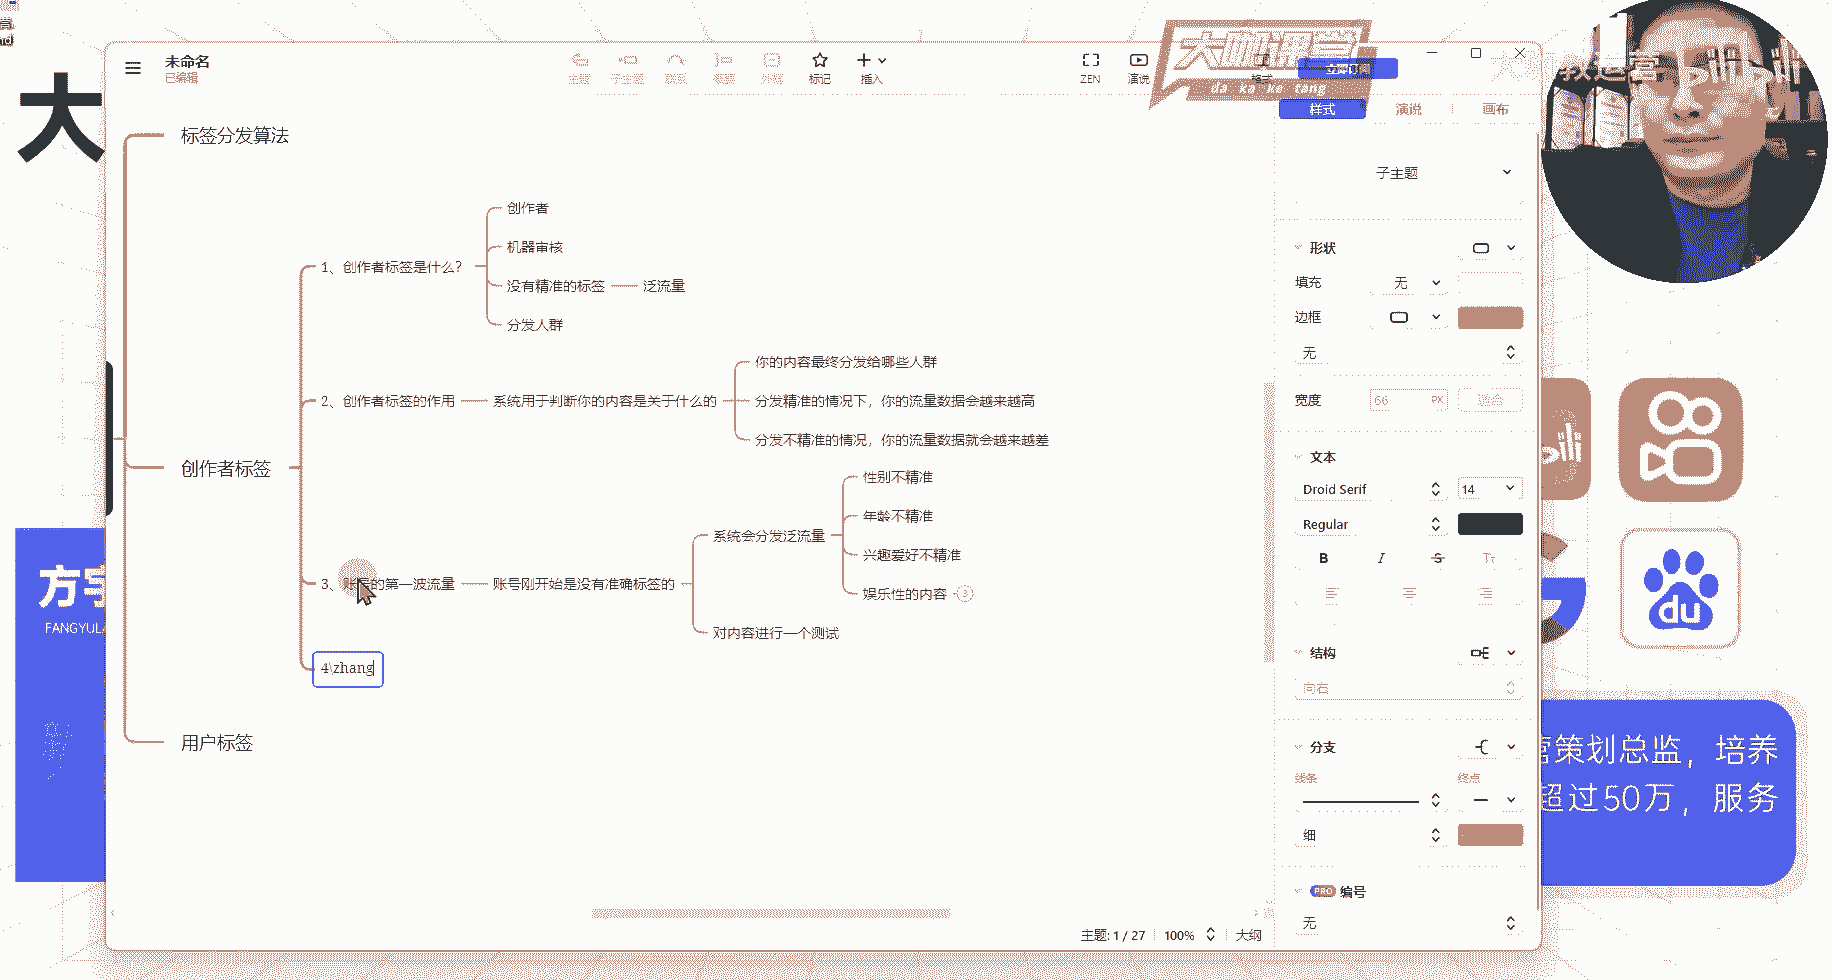 大
未命名
已编辑
主题
子主题
联系
概要
外框
标记
插入
ZEN
演说
格式
立即订阅
大咖课堂
da ka ke tang
教运营
bilibili
样式
演说
画布
标签分发算法
创作者标签
用户标签
1、创作者标签是什么?
创作者
机器审核
没有精准的标签
泛流量
分发人群
2、创作者标签的作用
系统用于判断你的内容是关于什么的
你的内容最终分发给哪些人群
分发精准的情况下，你的流量数据会越来越高
分发不精准的情况，你的流量数据就会越来越差
3、账号的第一波流量
账号刚开始是没有准确标签的
系统会分发泛流量
性别不精准
年龄不精准
兴趣爱好不精准
娱乐性的内容
3
对内容进行一个测试
4\zhang
子主题
形状
填充
无
边框
无
宽度
66
PX
适合
文本
Droid Serif
14
Regular
B
I
S
Tт
结构
向右
分支
线条
终点
细
PRO 编号
无
主题: 1 / 27
100%
大纲
方宇
FANGYUL
du
营策划总监，培养
超过50万，服务